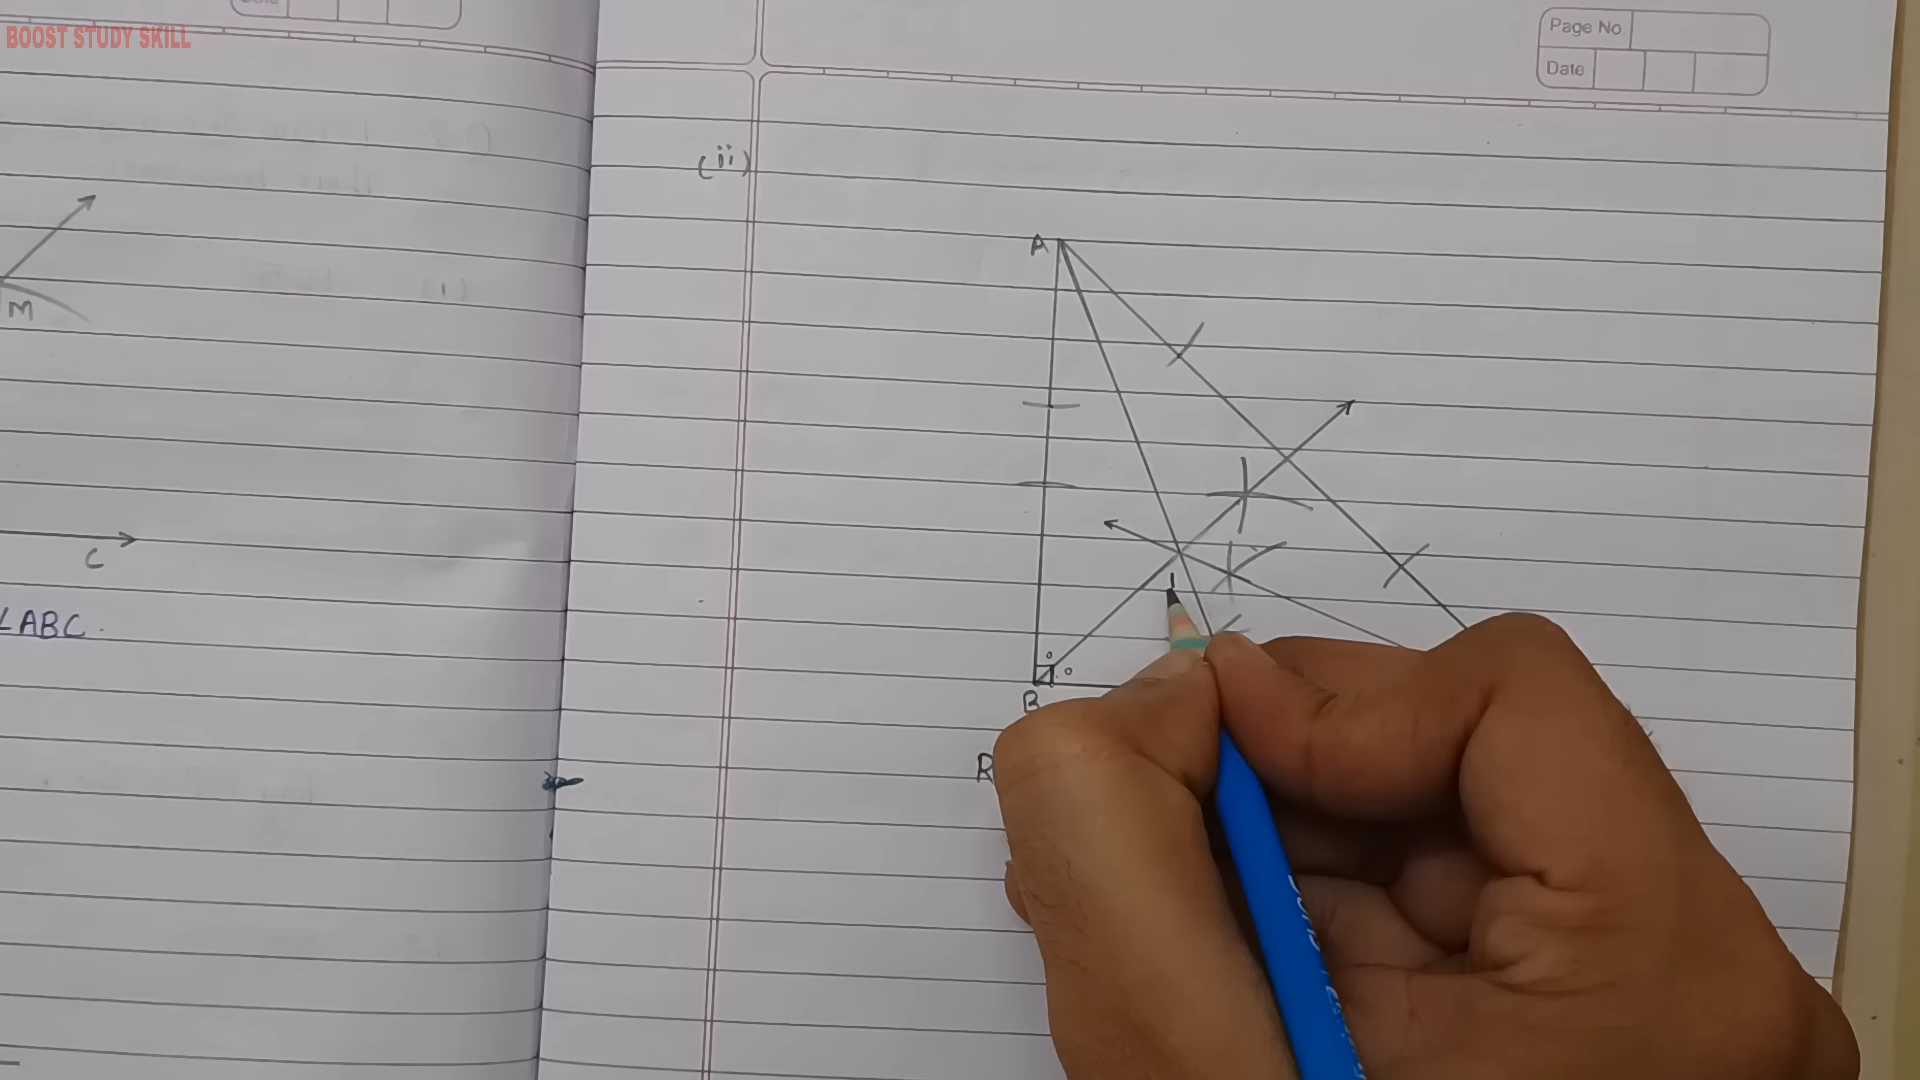 BOOST STUDY SKILL
Page No.
Date
M
C
∠ABC.
(ii)
A
I
B
R